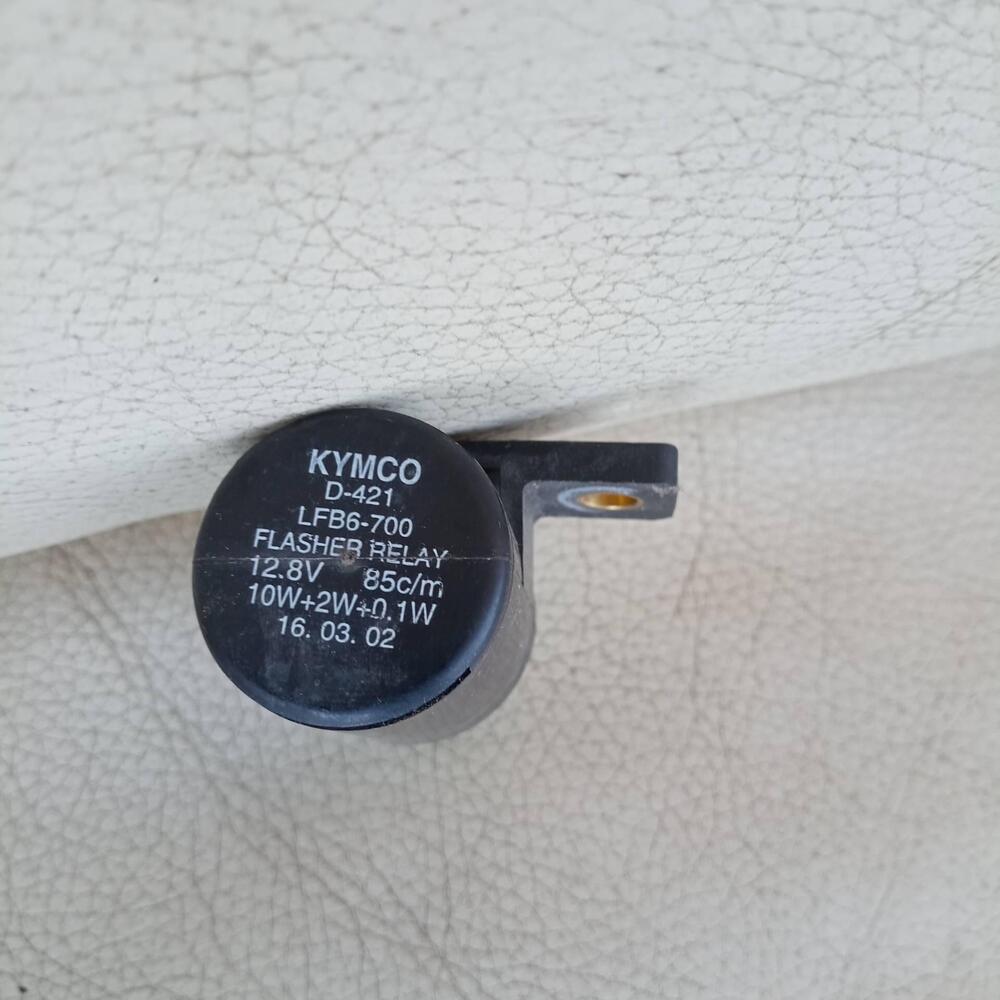 KYMCO
D-421
LFB6-700
FLASHER RELAY
12.8V 85c/m
10W+2W+0.1W
16. 03. 02